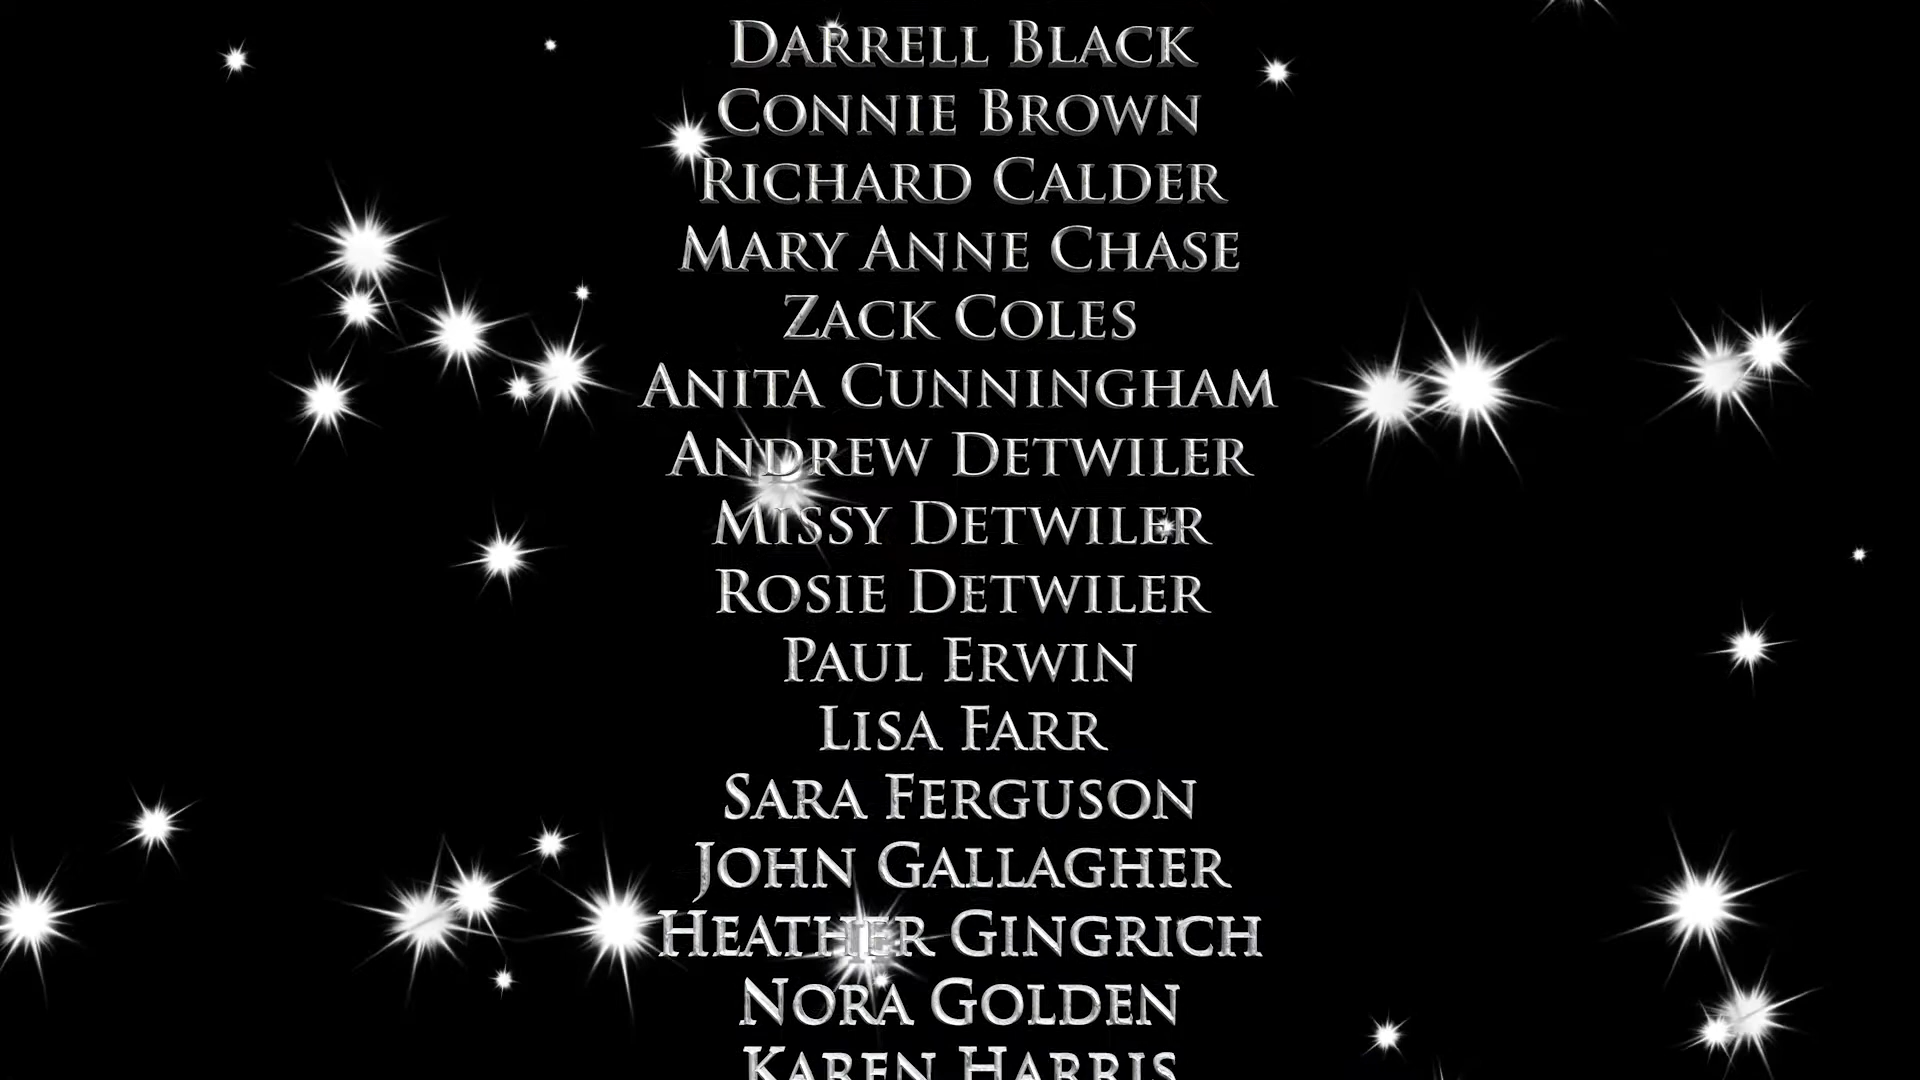 Darrell Black
Connie Brown
Richard Calder
Mary Anne Chase
Zack Coles
Anita Cunningham
Andrew Detwiler
Missy Detwiler
Rosie Detwiler
Paul Erwin
Lisa Farr
Sara Ferguson
John Gallagher
Heather Gingrich
Nora Golden
Karen Harris